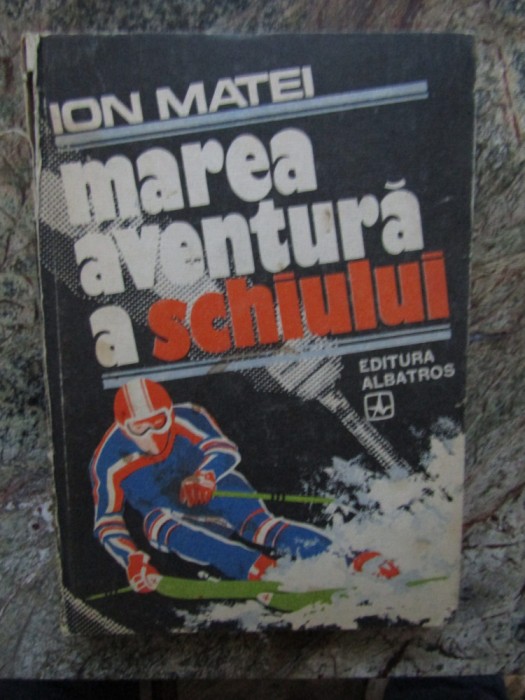 ION MATEI
marea
aventură
a schiului
EDITURA
ALBATROS